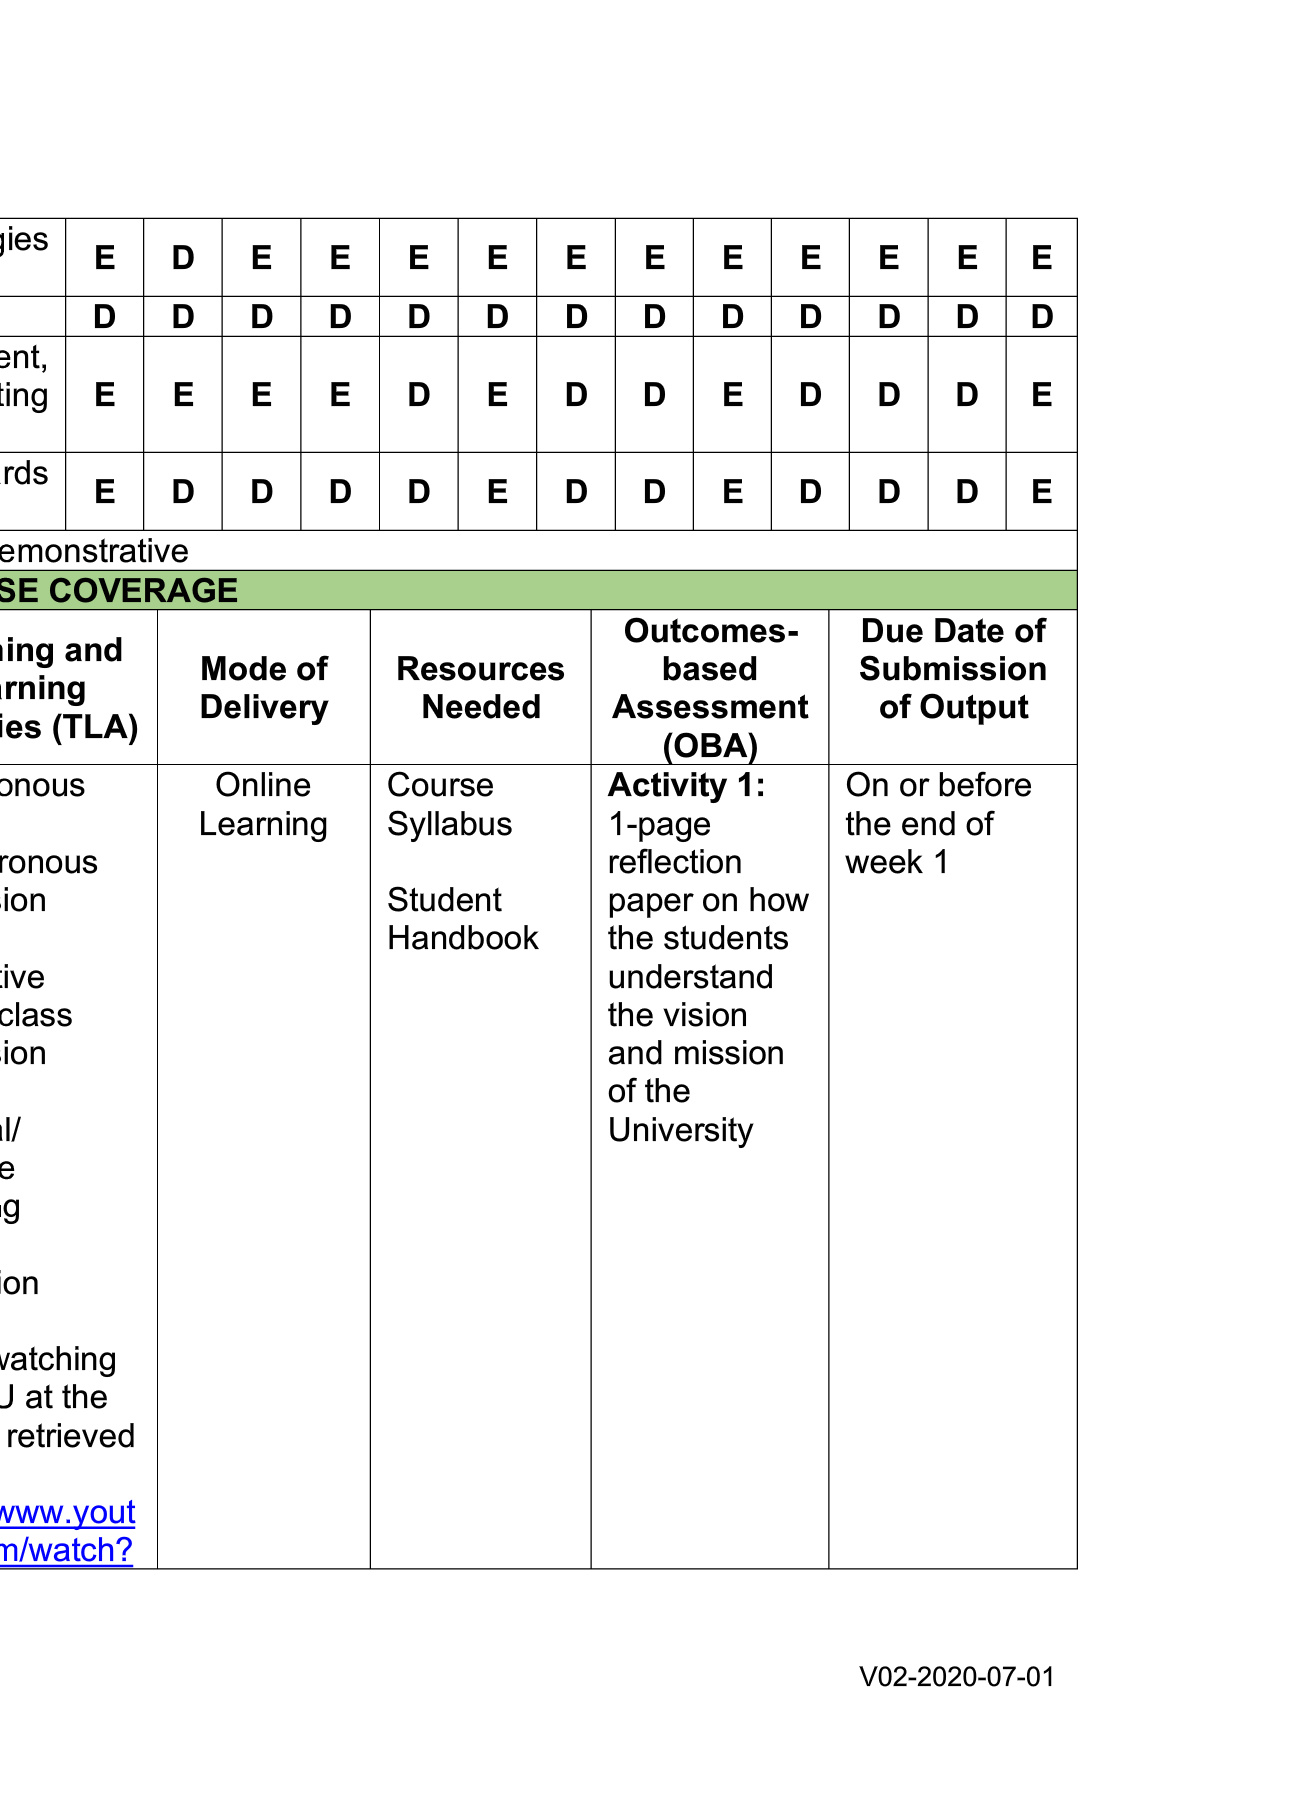 gies
E D E E E E E E E E E E E
D D D D D D D D D D D D D
ent,
ting
E E E E D E D D E D D D E
rds
E D D D D E D D E D D D E
emonstrative
SE COVERAGE
ning and
arning
ies (TLA)
Mode of
Delivery
Resources
Needed
Outcomes-
based
Assessment
(OBA)
Due Date of
Submission
of Output
onous
ronous
sion
tive
class
sion
al/
e
ng
ion
watching
U at the
retrieved
www.yout
m/watch?
Online
Learning
Course
Syllabus
Student
Handbook
Activity 1:
1-page
reflection
paper on how
the students
understand
the vision
and mission
of the
University
On or before
the end of
week 1
V02-2020-07-01